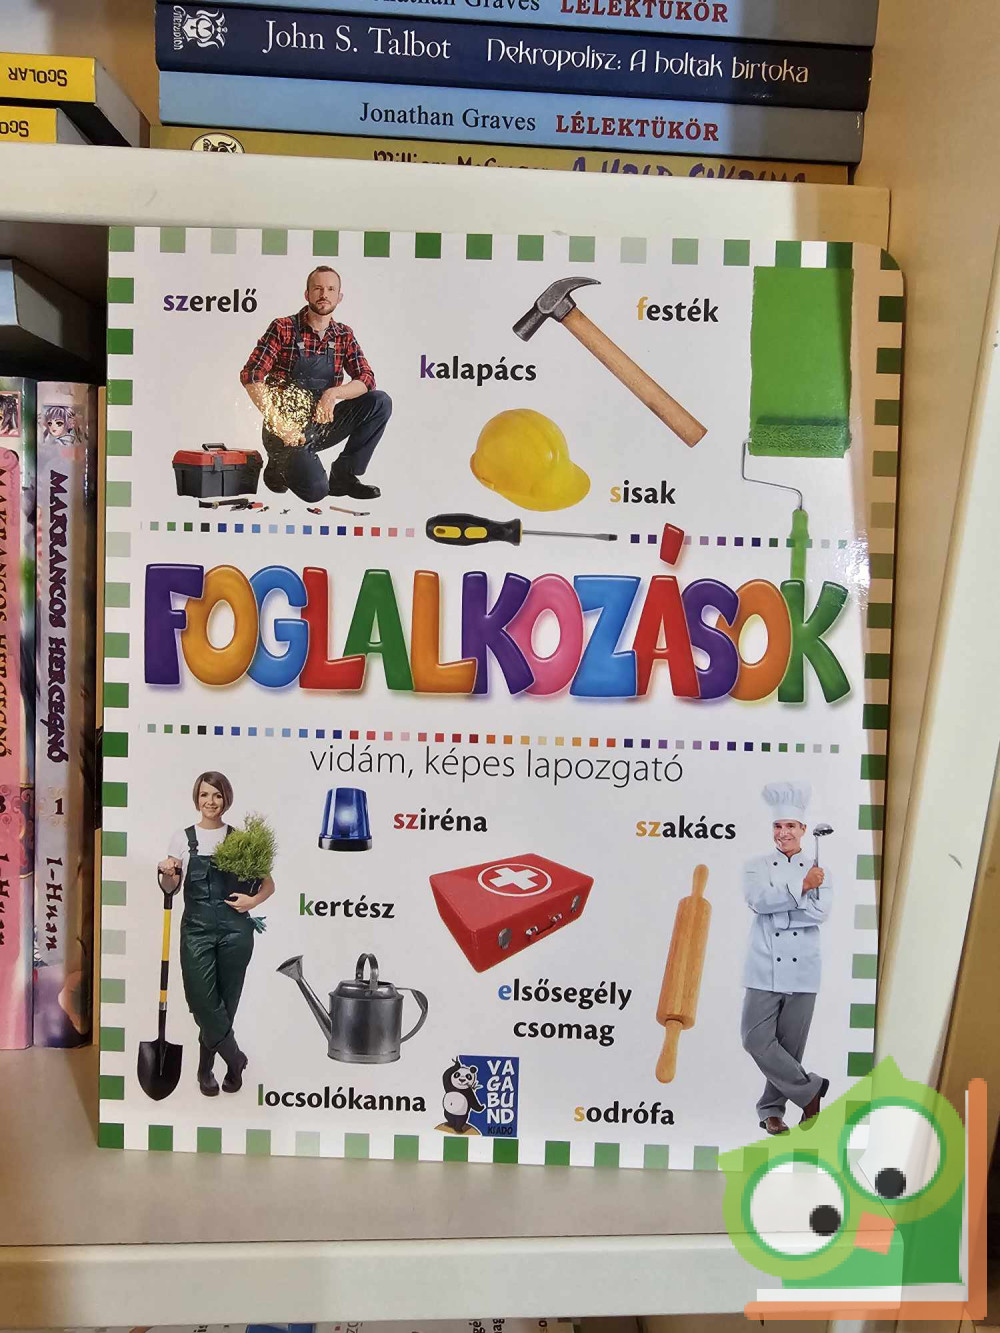 Jonathan Graves LÉLEKTÜKÖR
John S. Talbot Nekropolisz: A holtak birtoka
Jonathan Graves LÉLEKTÜKÖR
SCOLAR
szerelő
festék
kalapács
sisak
FOGLALKOZÁSOK
vidám, képes lapozgató
sziréna
szakács
kertész
elsősegély
csomag
locsolókanna
VAGABUND
KIADÓ
sodrófa
MAKRANCOS HERCEGNŐ
1
I-Huan